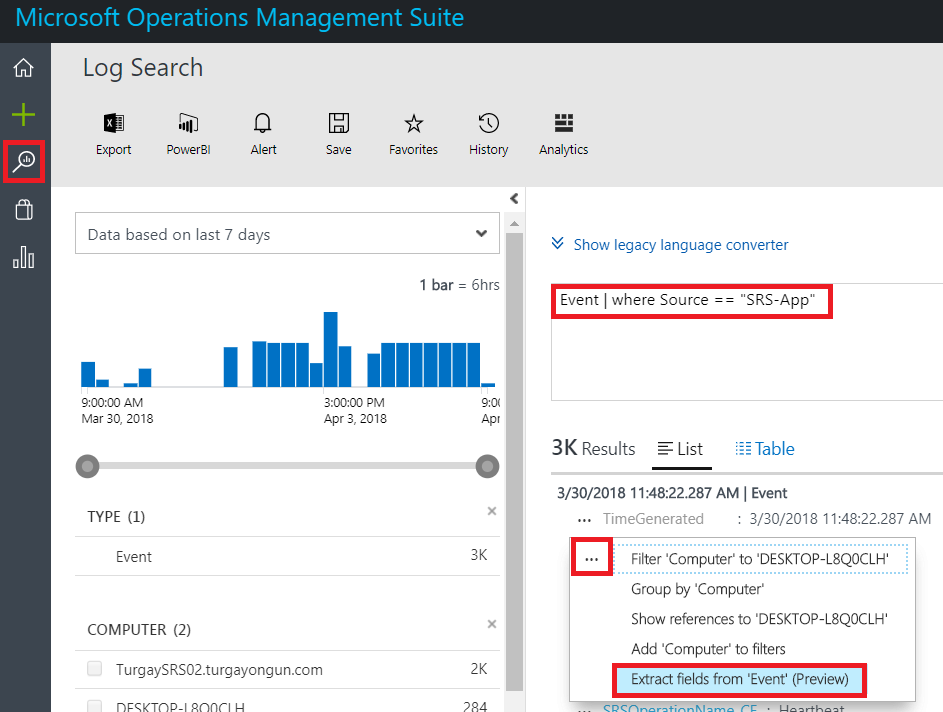 Microsoft Operations Management Suite
Log Search
Export
PowerBI
Alert
Save
Favorites
History
Analytics
Data based on last 7 days
1 bar = 6hrs
9:00:00 AM
Mar 30, 2018
3:00:00 PM
Apr 3, 2018
9:00
Apr
TYPE (1)
Event 3K
COMPUTER (2)
TurgaySRS02.turgayongun.com 2K
DESKTOP-L8Q0CLH 284
Show legacy language converter
Event | where Source == "SRS-App"
3K Results
List
Table
3/30/2018 11:48:22.287 AM | Event
... TimeGenerated : 3/30/2018 11:48:22.287 AM
... Filter 'Computer' to 'DESKTOP-L8Q0CLH'
Group by 'Computer'
Show references to 'DESKTOP-L8Q0CLH'
Add 'Computer' to filters
Extract fields from 'Event' (Preview)
... SRSOperationName_CF : Heartbeat